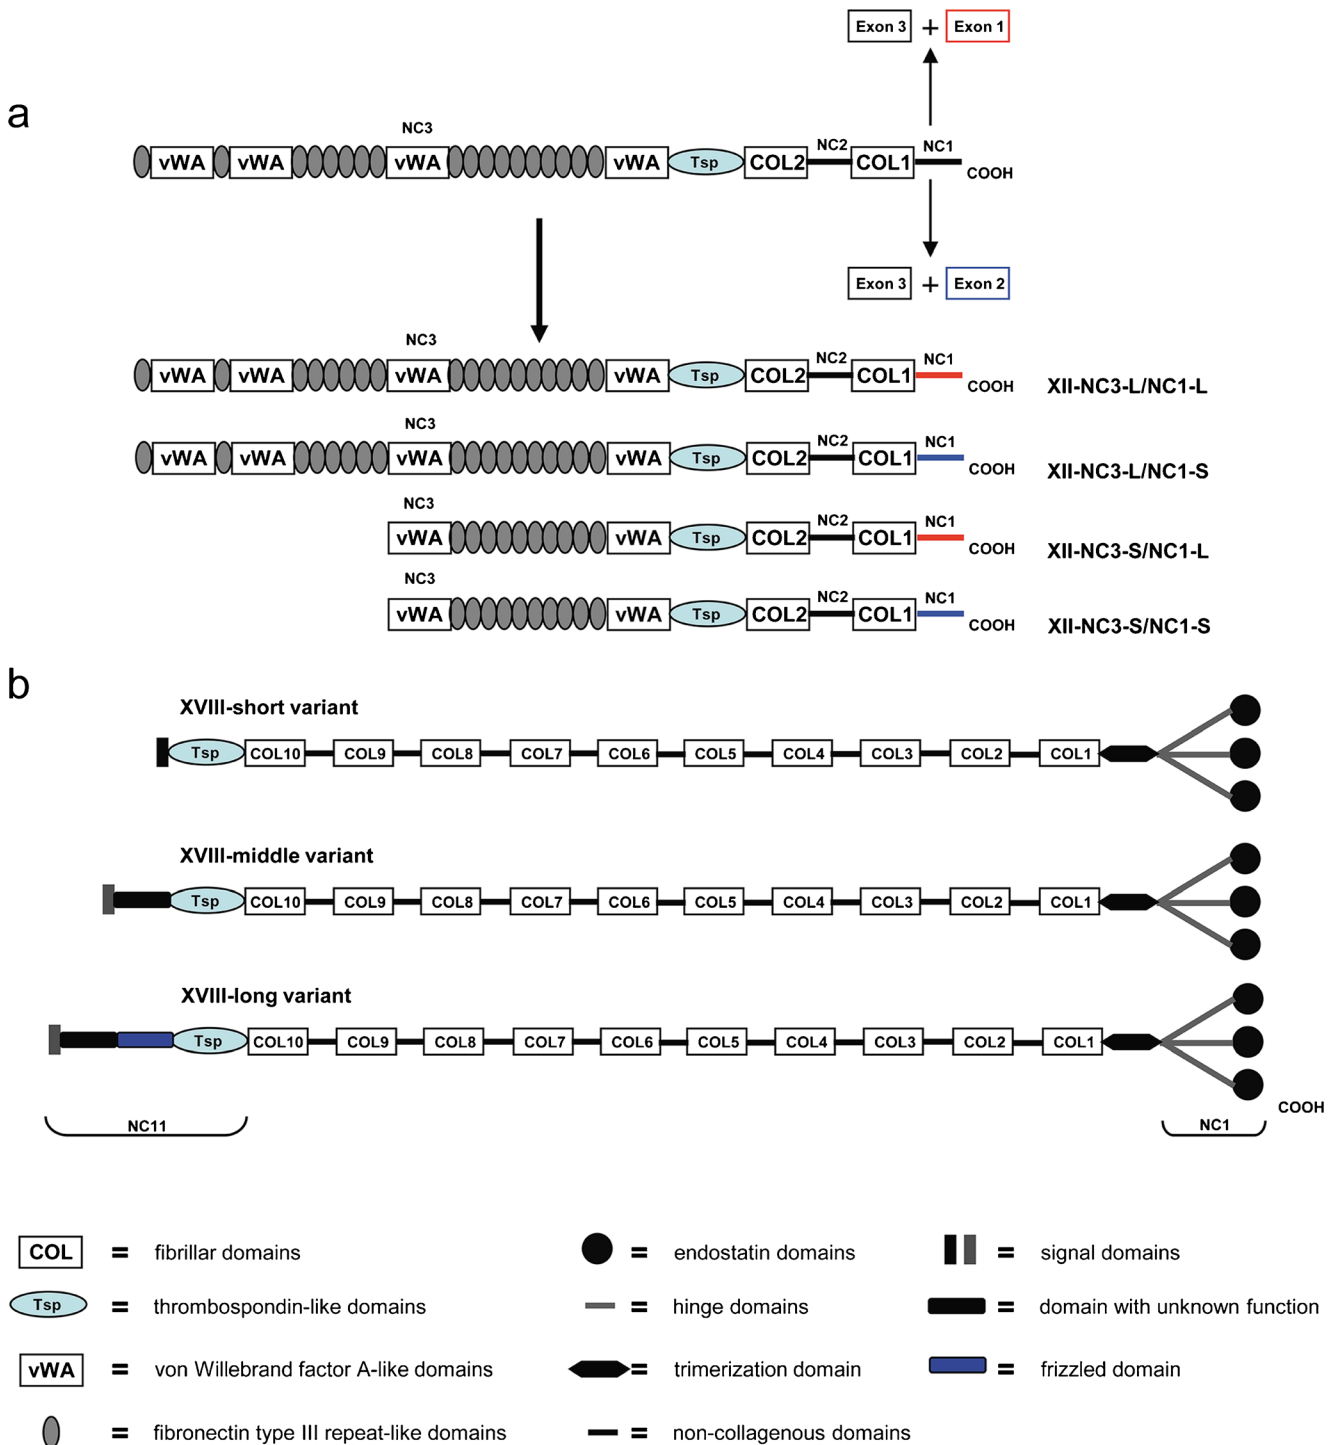 Exon 3 + Exon 1
a
NC3
vWA vWA vWA vWA Tsp COL2 NC2 COL1 NC1 COOH
Exon 3 + Exon 2
NC3
vWA vWA vWA vWA Tsp COL2 NC2 COL1 NC1 COOH XII-NC3-L/NC1-L
NC3
vWA vWA vWA vWA Tsp COL2 NC2 COL1 NC1 COOH XII-NC3-L/NC1-S
NC3
vWA vWA Tsp COL2 NC2 COL1 NC1 COOH XII-NC3-S/NC1-L
NC3
vWA vWA Tsp COL2 NC2 COL1 NC1 COOH XII-NC3-S/NC1-S
b
XVIII-short variant
Tsp COL10 COL9 COL8 COL7 COL6 COL5 COL4 COL3 COL2 COL1
XVIII-middle variant
Tsp COL10 COL9 COL8 COL7 COL6 COL5 COL4 COL3 COL2 COL1
XVIII-long variant
Tsp COL10 COL9 COL8 COL7 COL6 COL5 COL4 COL3 COL2 COL1
COOH
NC11 NC1
COL = fibrillar domains = endostatin domains = signal domains
Tsp = thrombospondin-like domains = hinge domains = domain with unknown function
vWA = von Willebrand factor A-like domains = trimerization domain = frizzled domain
= fibronectin type III repeat-like domains = non-collagenous domains